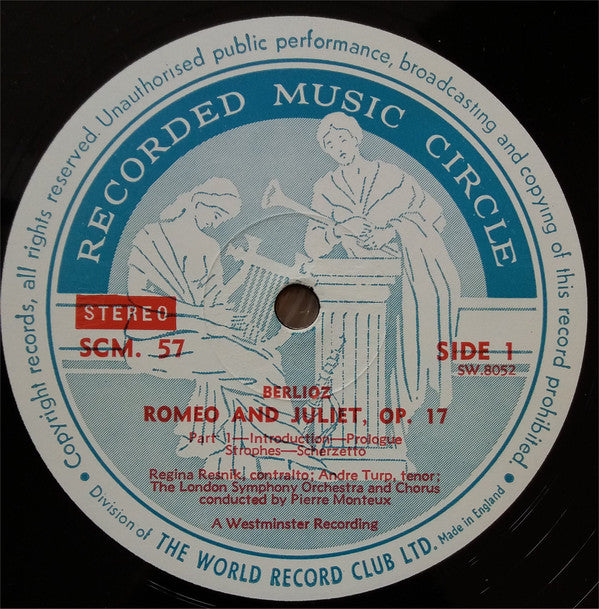 Copyright records, all rights reserved. Unauthorised public performance, broadcasting and copying of this record prohibited.
RECORDED MUSIC CIRCLE
STEREO
SCM. 57
SIDE 1
SW.8052
BERLIOZ
ROMEO AND JULIET, OP. 17
Part 1—Introduction—Prologue
Strophes—Scherzetto
Regina Resnik, contralto; Andre Turp, tenor;
The London Symphony Orchestra and Chorus
conducted by Pierre Monteux
A Westminster Recording
Division of THE WORLD RECORD CLUB LTD. Made in England